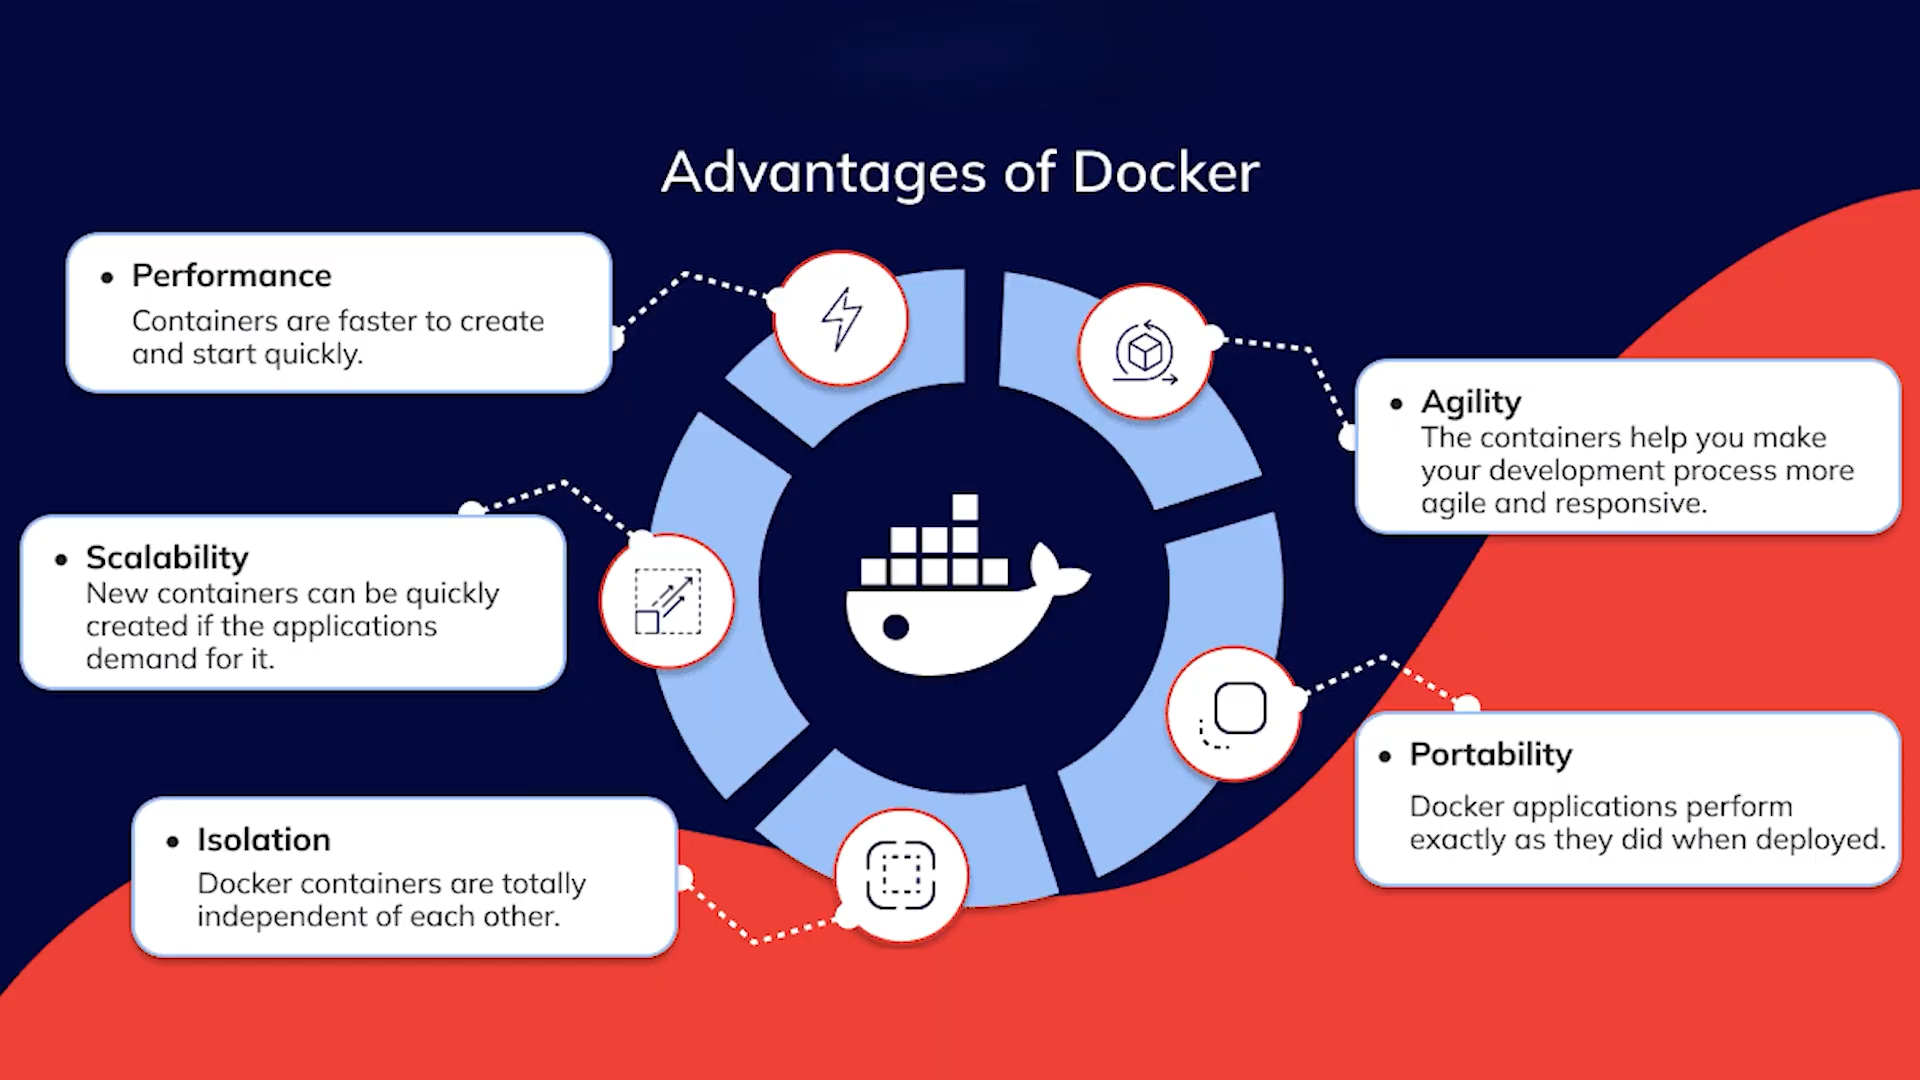 Advantages of Docker
• Performance
Containers are faster to create
and start quickly.
• Agility
The containers help you make
your development process more
agile and responsive.
• Scalability
New containers can be quickly
created if the applications
demand for it.
• Portability
Docker applications perform
exactly as they did when deployed.
• Isolation
Docker containers are totally
independent of each other.